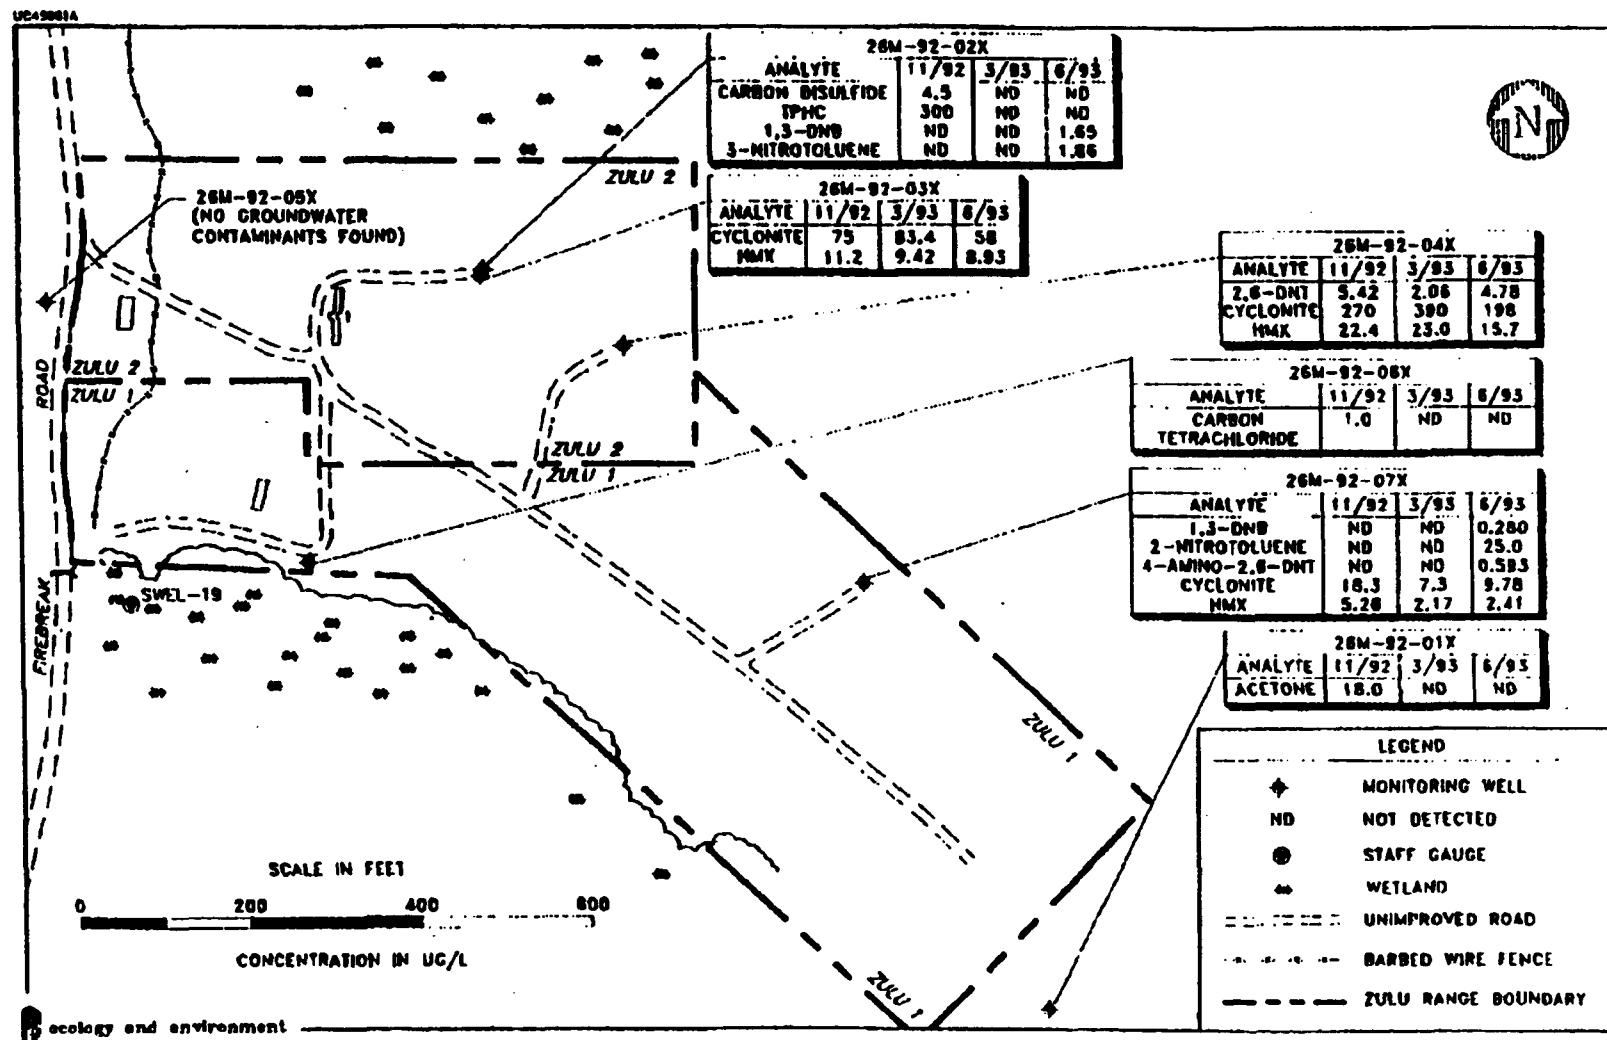 UC49081A
26M-92-02X
ANALYTE 11/92 3/93 6/93
CARBON DISULFIDE 4.5 ND ND
TPHC 300 ND ND
1,3-DNB ND ND 1.65
3-NITROTOLUENE ND ND 1.86
N
ZULU 2
26M-92-03X
ANALYTE 11/92 3/93 6/93
CYCLONITE 75 83.4 58
HMX 11.2 9.42 8.93
26M-92-05X
(NO GROUNDWATER
CONTAMINANTS FOUND)
26M-92-04X
ANALYTE 11/92 3/93 6/93
2,6-DNT 5.42 2.06 4.78
CYCLONITE 270 390 198
HMX 22.4 23.0 15.7
ZULU 2
ZULU 1
ROAD
26M-92-06X
ANALYTE 11/92 3/93 6/93
CARBON TETRACHLORIDE 1.0 ND ND
ZULU 2
ZULU 1
26M-92-07X
ANALYTE 11/92 3/93 6/93
1,3-DNB ND ND 0.280
2-NITROTOLUENE ND ND 25.0
4-AMINO-2,6-DNT ND ND 0.593
CYCLONITE 18.3 7.3 9.78
HMX 5.26 2.17 2.41
SWEL-19
FIREBREAK
26M-92-01X
ANALYTE 11/92 3/93 6/93
ACETONE 18.0 ND ND
ZULU 1
LEGEND
MONITORING WELL
ND NOT DETECTED
STAFF GAUGE
WETLAND
UNIMPROVED ROAD
BARBED WIRE FENCE
ZULU RANGE BOUNDARY
SCALE IN FEET
0 200 400 600
CONCENTRATION IN UG/L
ZULU 1
ecology and environment